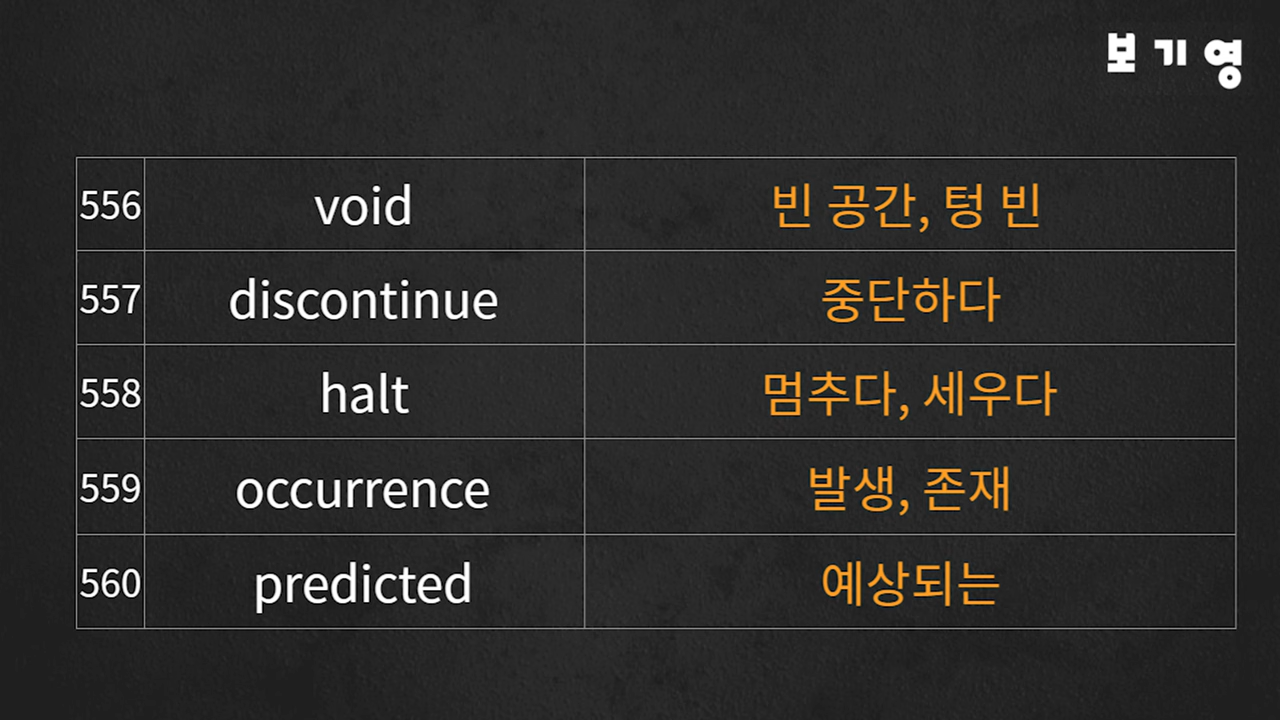 보기영
556 void 빈 공간, 텅 빈
557 discontinue 중단하다
558 halt 멈추다, 세우다
559 occurrence 발생, 존재
560 predicted 예상되는